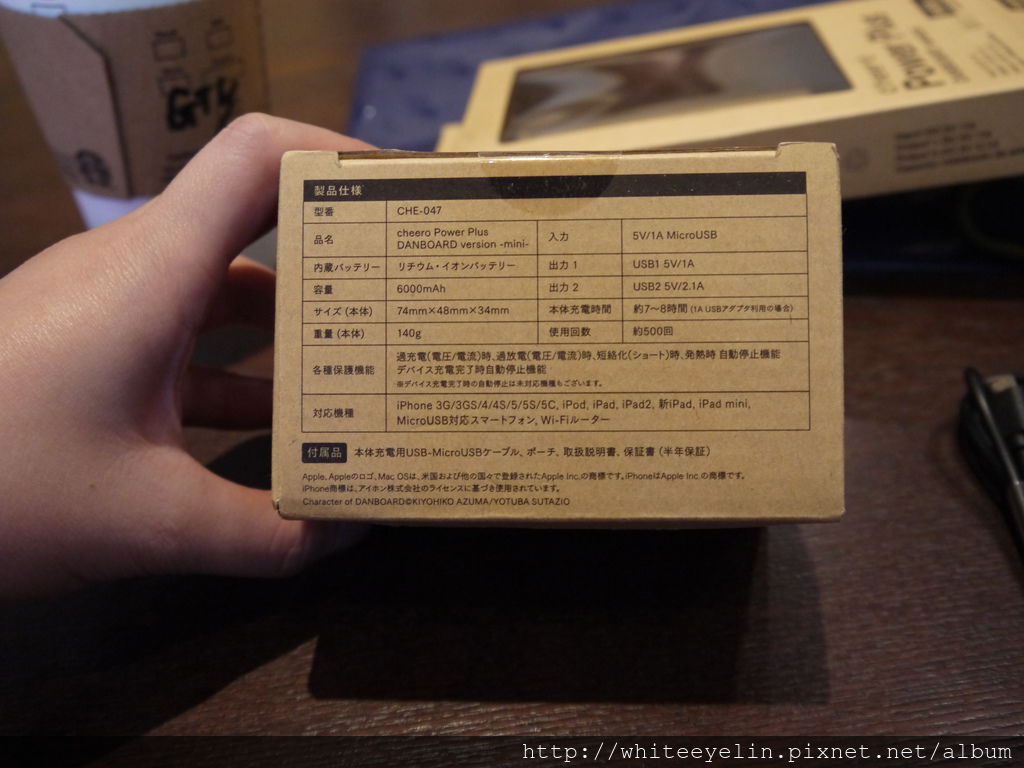 GTY
Power Plus
製品仕様
型番 CHE-047
品名 cheero Power Plus
DANBOARD version -mini-
入力 5V/1A MicroUSB
内蔵バッテリー リチウム・イオンバッテリー 出力 1 USB1 5V/1A
容量 6000mAh 出力 2 USB2 5V/2.1A
サイズ (本体) 74mm×48mm×34mm 本体充電時間 約7〜8時間 (1A USBアダプタ利用の場合)
重量 (本体) 140g 使用回数 約500回
各種保護機能 過充電(電圧/電流)時、過放電(電圧/電流)時、短絡化(ショート)時、発熱時 自動停止機能
デバイス充電完了時自動停止機能
※デバイス充電完了時の自動停止は未対応機種もございます。
対応機種 iPhone 3G/3GS/4/4S/5/5S/5C, iPod, iPad, iPad2, 新iPad, iPad mini,
MicroUSB対応スマートフォン, Wi-Fiルーター
付属品 本体充電用USB-MicroUSBケーブル、ポーチ、取扱説明書、保証書 (半年保証)
Apple、Appleのロゴ、Mac OSは、米国および他の国々で登録されたApple Inc.の商標です。iPhoneはApple Inc.の商標です。
iPhone商標は、アイホン株式会社のライセンスに基づき使用されています。
Character of DANBOARD©KIYOHIKO AZUMA/YOTUBA SUTAZIO
http://whiteeyelin.pixnet.net/album